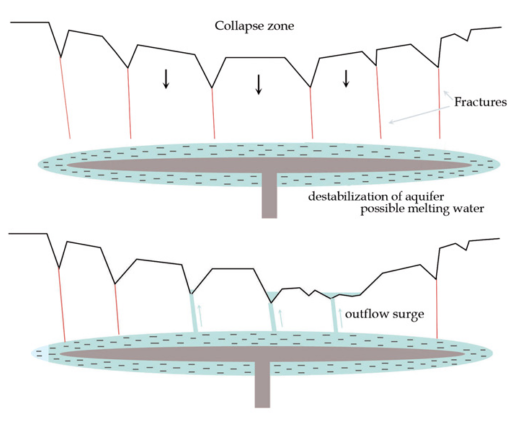 Collapse zone
Fractures
destabilization of aquifer
possible melting water
outflow surge